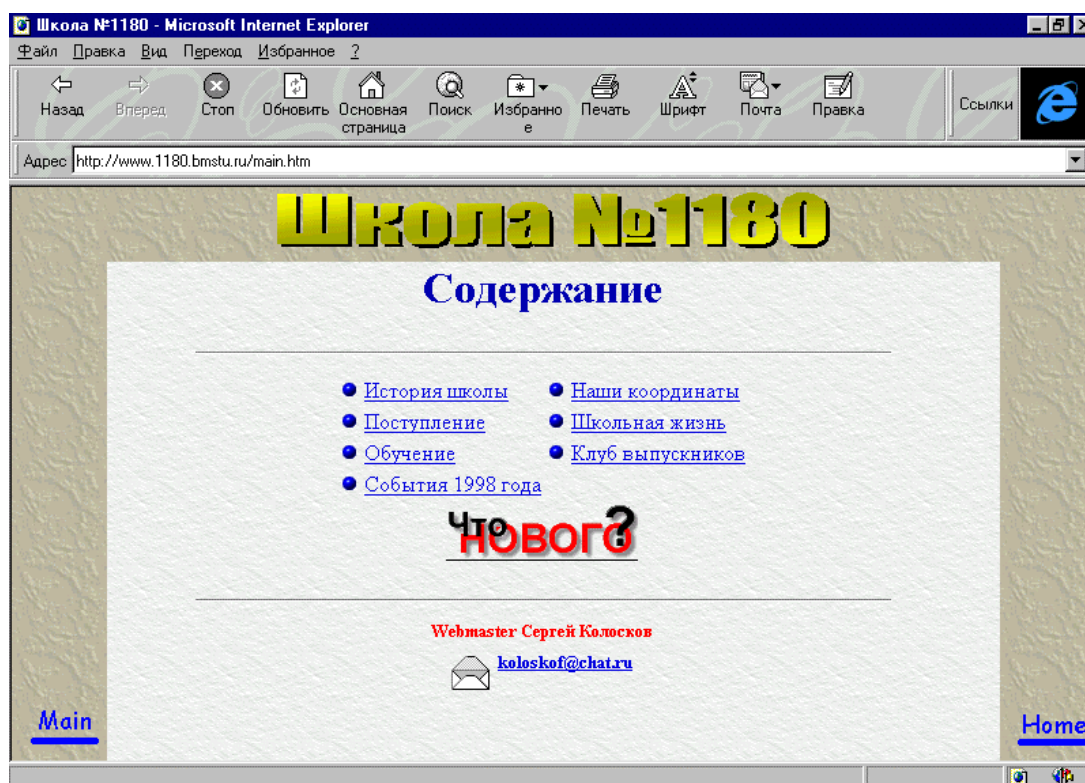 Школа №1180 - Microsoft Internet Explorer
Файл Правка Вид Переход Избранное ?
Назад Вперед Стоп Обновить Основная страница Поиск Избранное Печать Шрифт Почта Правка Ссылки
Адрес http://www.1180.bmstu.ru/main.htm
Школа №1180
Содержание
История школы Наши координаты
Поступление Школьная жизнь
Обучение Клуб выпускников
События 1998 года
Что нового?
Webmaster Сергей Колосков
koloskof@chat.ru
Main Home